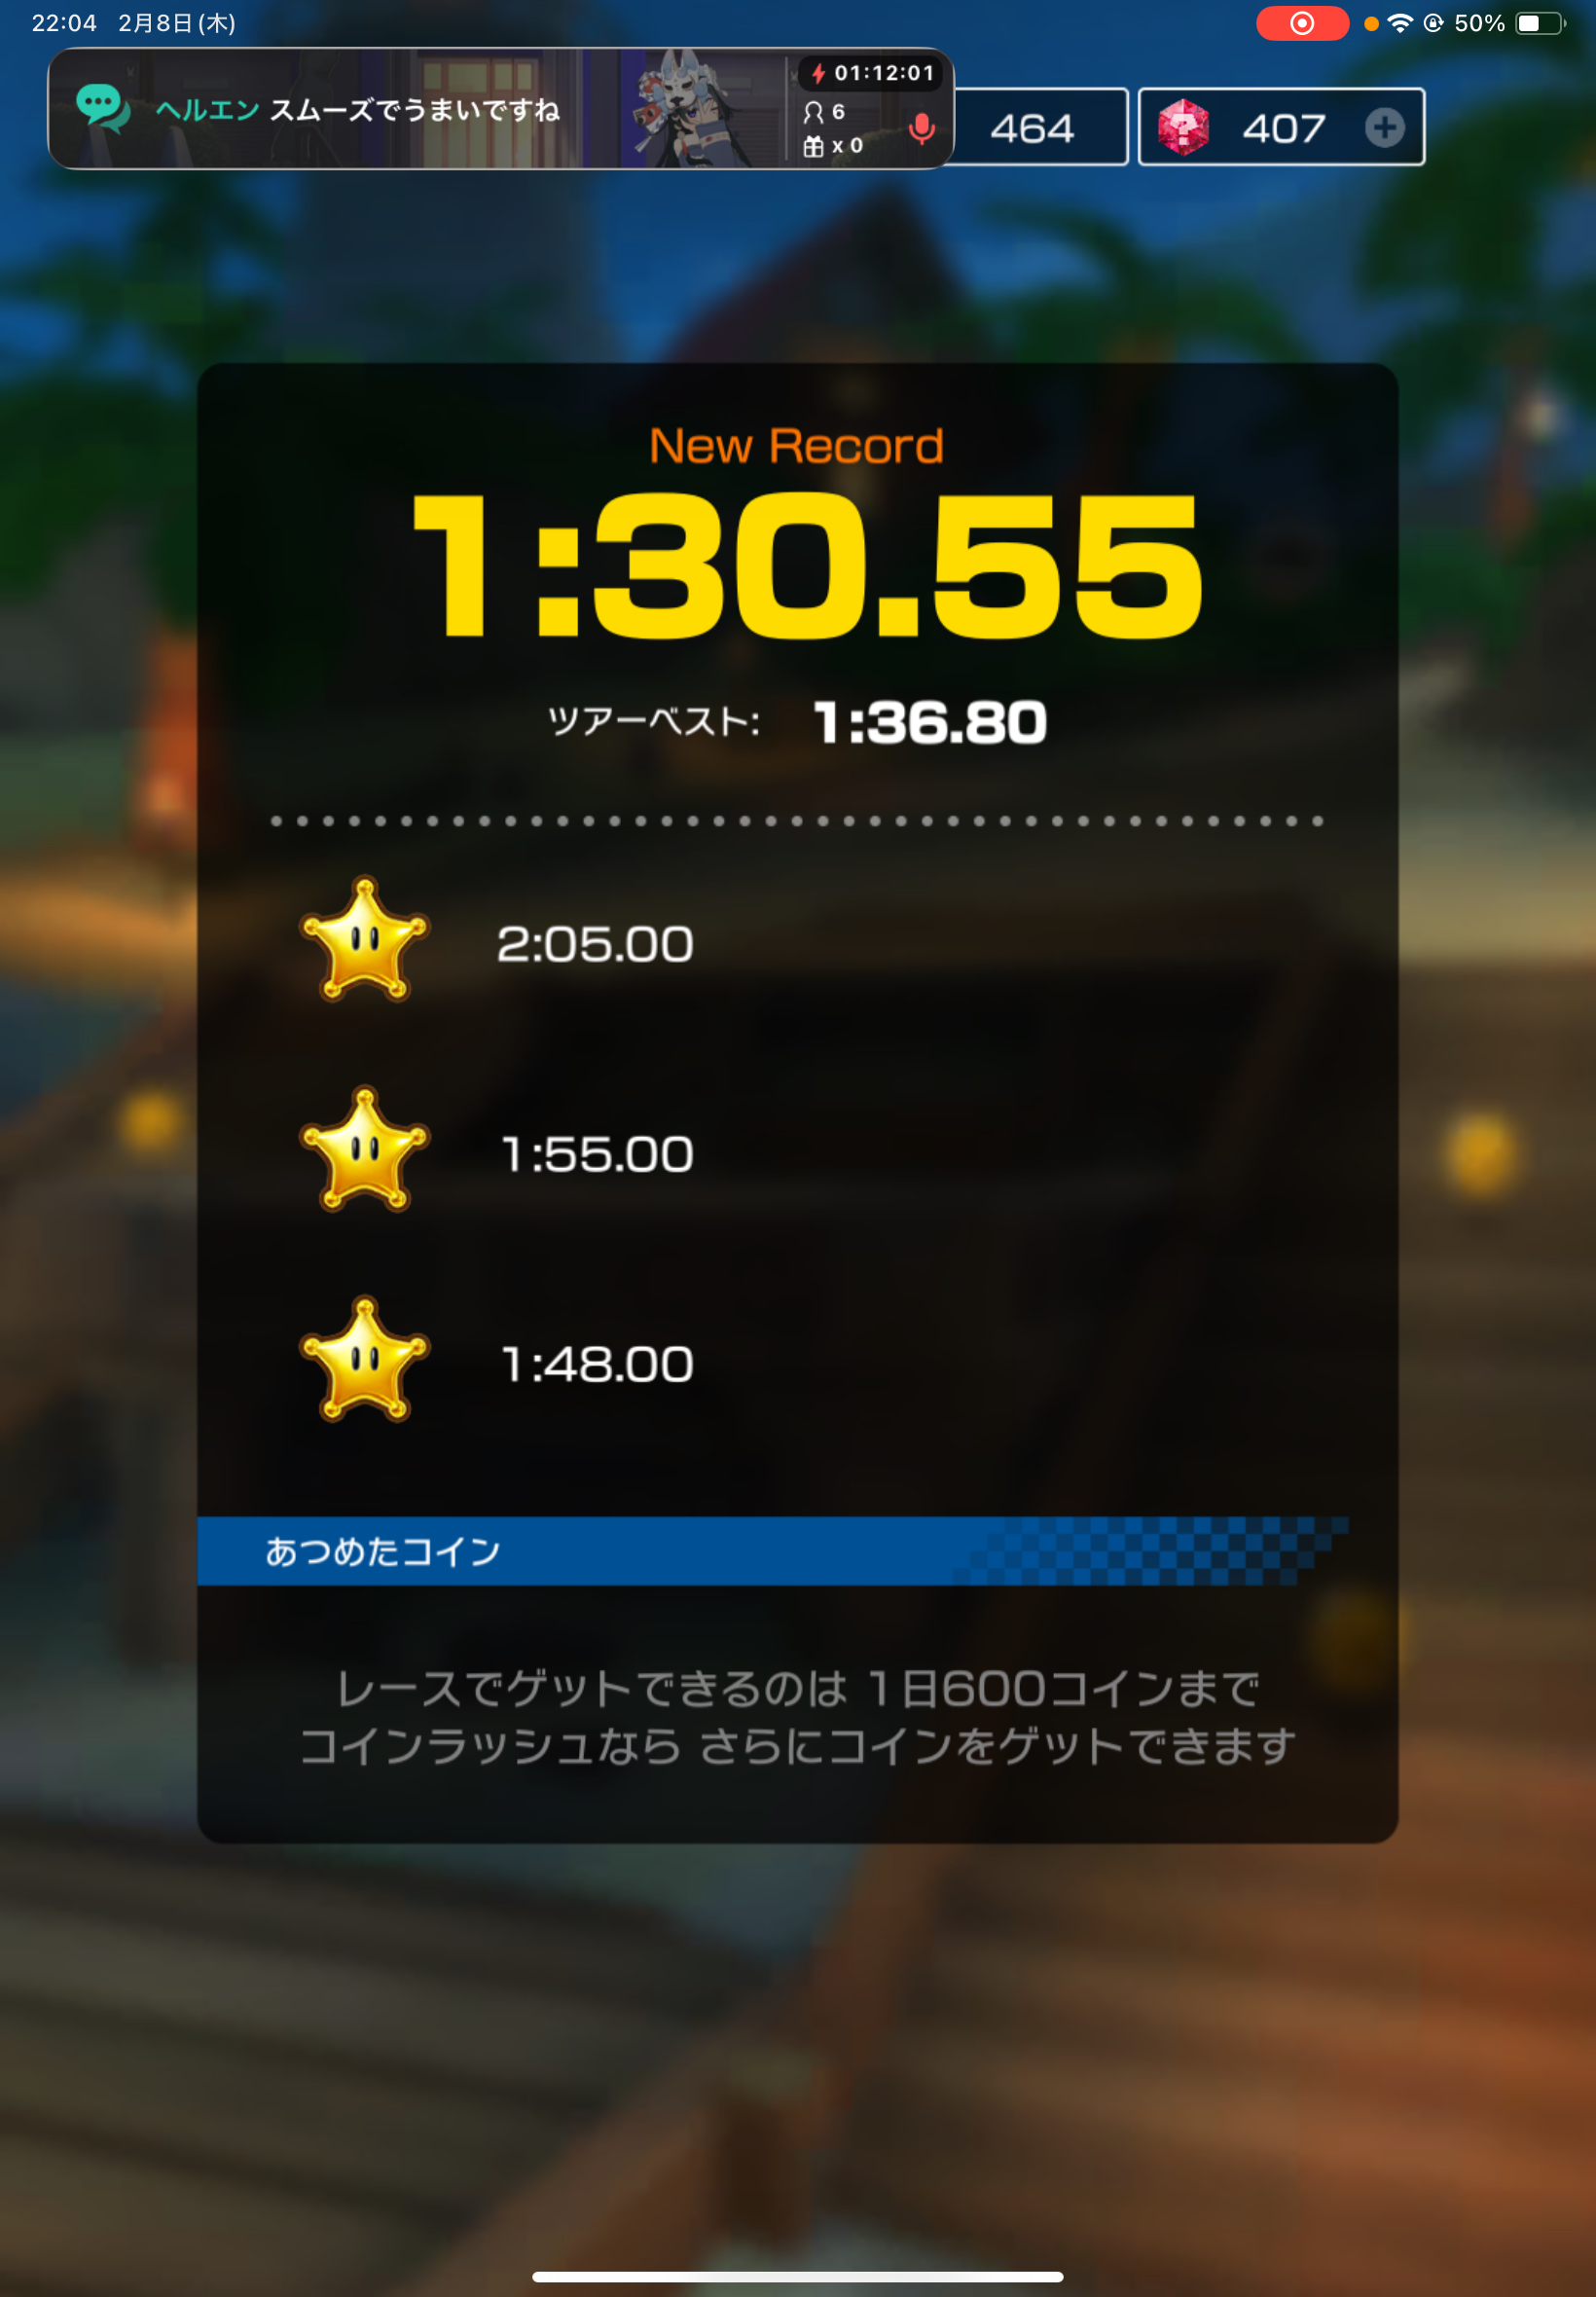 22:04 2月8日(木)
50%
ヘルエン スムーズでうまいですね
01:12:01
6
x 0
464
407
New Record
1:30.55
ツアーベスト: 1:36.80
2:05.00
1:55.00
1:48.00
あつめたコイン
レースでゲットできるのは 1日600コインまで
コインラッシュなら さらにコインをゲットできます